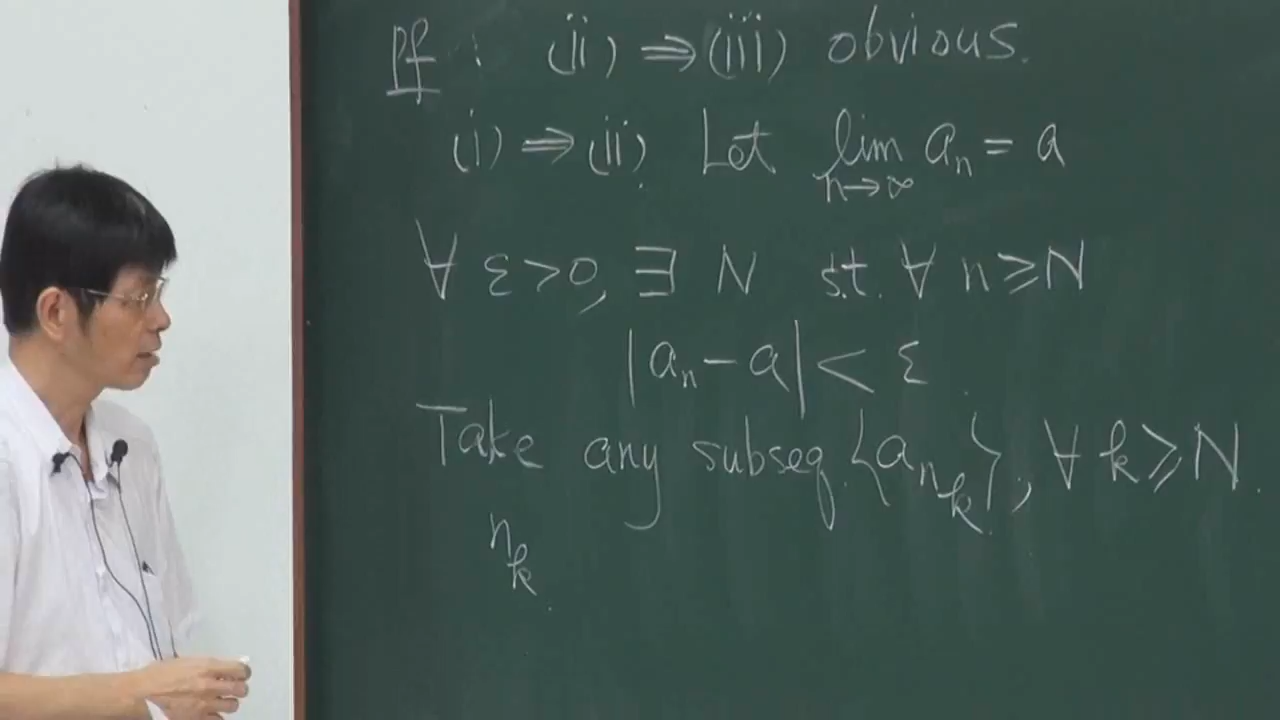 Pf : (ii) ⇒ (iii) obvious.
(i) ⇒ (ii) Let lim_{n→∞} a_n = a
∀ ε > 0, ∃ N s.t. ∀ n ≥ N
|a_n − a| < ε
Take any subseq. {a_{n_k}}, ∀ k ≥ N.
n_k